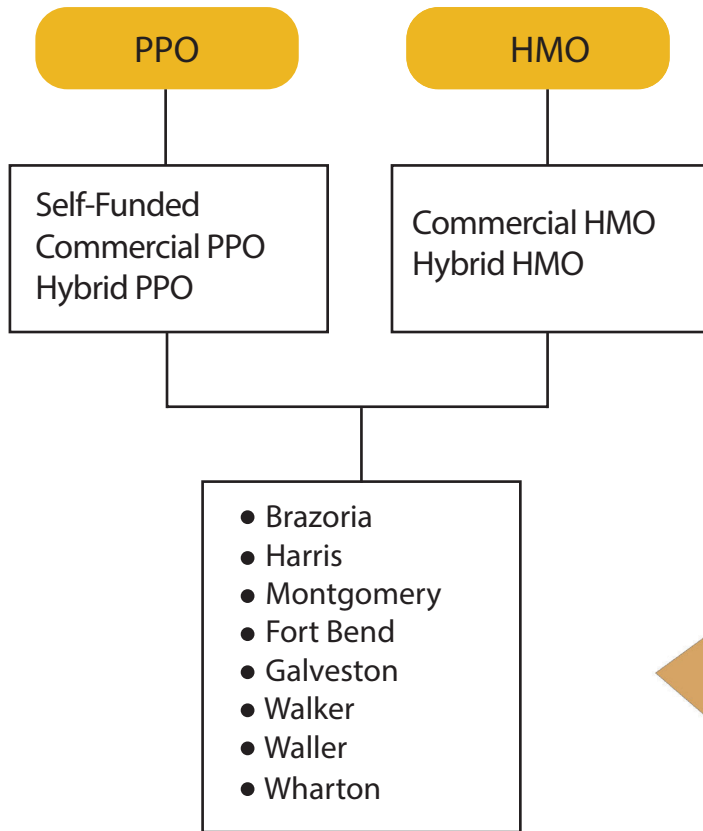 PPO
HMO
Self-Funded
Commercial PPO
Hybrid PPO
Commercial HMO
Hybrid HMO
• Brazoria
• Harris
• Montgomery
• Fort Bend
• Galveston
• Walker
• Waller
• Wharton